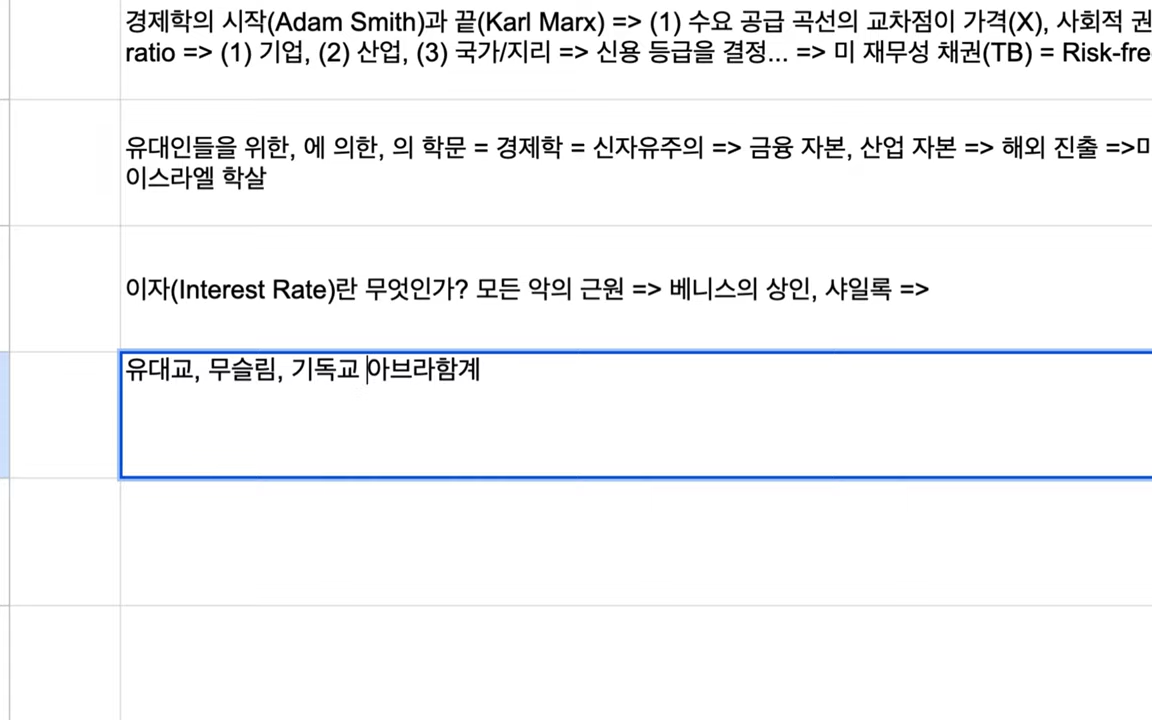 경제학의 시작(Adam Smith)과 끝(Karl Marx) => (1) 수요 공급 곡선의 교차점이 가격(X), 사회적 권
ratio => (1) 기업, (2) 산업, (3) 국가/지리 => 신용 등급을 결정... => 미 재무성 채권(TB) = Risk-fre
유대인들을 위한, 에 의한, 의 학문 = 경제학 = 신자유주의 => 금융 자본, 산업 자본 => 해외 진출 =>
이스라엘 학살
이자(Interest Rate)란 무엇인가? 모든 악의 근원 => 베니스의 상인, 샤일록 =>
유대교, 무슬림, 기독교 아브라함계